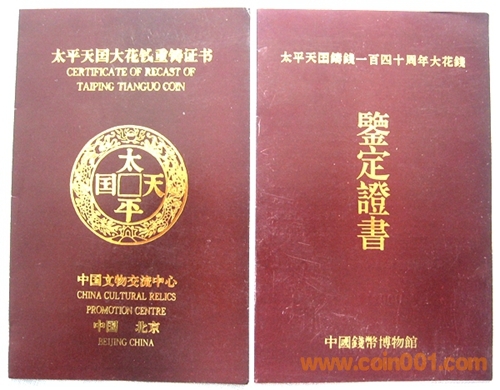 太平天囯大花钱重铸证书
CERTIFICATE OF RECAST OF
TAIPING TIANGUO COIN
太
囯 天
平
中国文物交流中心
CHINA CULTURAL RELICS
PROMOTION CENTRE
中国 北京
BEIJING CHINA
太平天囯鑄錢一百四十周年大花錢
鑒定證書
中國錢幣博物館
www.coin001.com